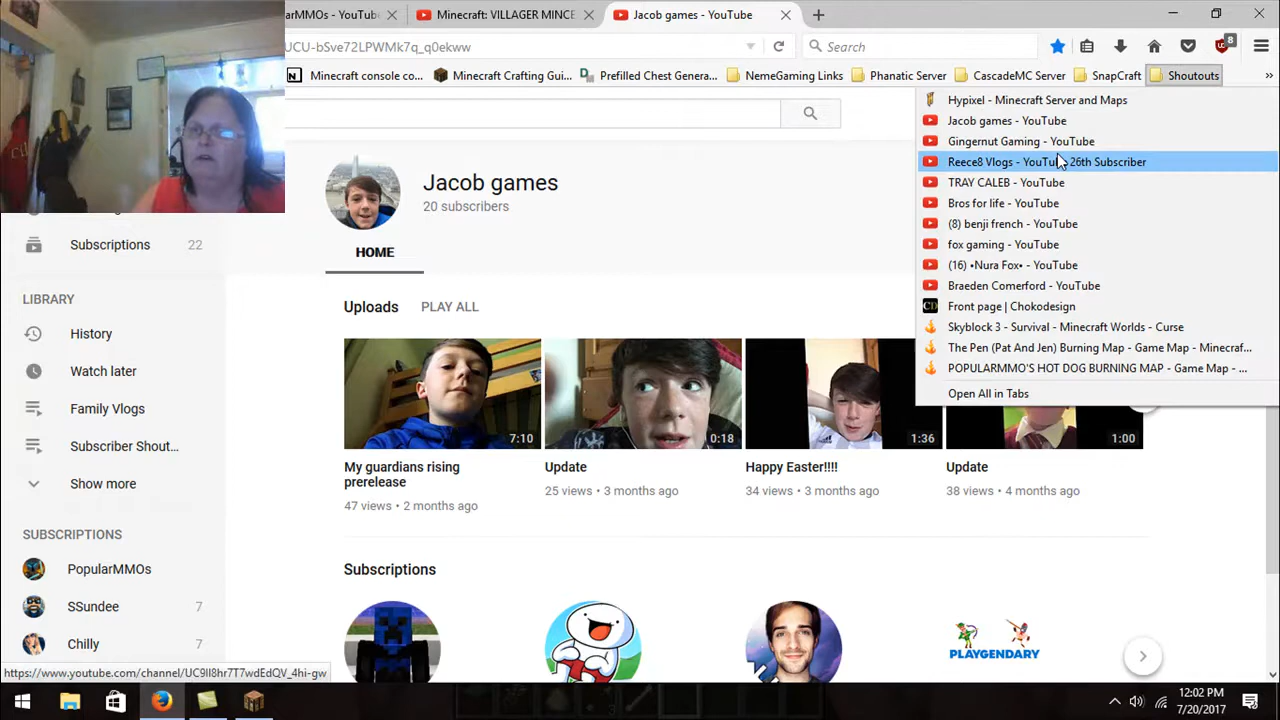 arMMOs - YouTube
Minecraft: VILLAGER MINCE
Jacob games - YouTube
UCU-bSve72LPWMk7q_q0ekww
Search
8
Minecraft console co...
Minecraft Crafting Gui...
Prefilled Chest Genera...
NemeGaming Links
Phanatic Server
CascadeMC Server
SnapCraft
Shoutouts
Hypixel - Minecraft Server and Maps
Jacob games - YouTube
Gingernut Gaming - YouTube
Reece8 Vlogs - YouTube 26th Subscriber
TRAY CALEB - YouTube
Bros for life - YouTube
(8) benji french - YouTube
fox gaming - YouTube
(16) •Nura Fox• - YouTube
Braeden Comerford - YouTube
Front page | Chokodesign
Skyblock 3 - Survival - Minecraft Worlds - Curse
The Pen (Pat And Jen) Burning Map - Game Map - Minecraf...
POPULARMMO'S HOT DOG BURNING MAP - Game Map - ...
Open All in Tabs
Jacob games
20 subscribers
HOME
Uploads PLAY ALL
7:10
0:18
1:36
1:00
My guardians rising
prerelease
47 views • 2 months ago
Update
25 views • 3 months ago
Happy Easter!!!!
34 views • 3 months ago
Update
38 views • 4 months ago
Subscriptions
PLAYGENDARY
Subscriptions 22
LIBRARY
History
Watch later
Family Vlogs
Subscriber Shout...
Show more
SUBSCRIPTIONS
PopularMMOs
SSundee 7
Chilly 7
https://www.youtube.com/channel/UC9lI8hr7T7wdEdQV_4hi-gw
12:02 PM
7/20/2017